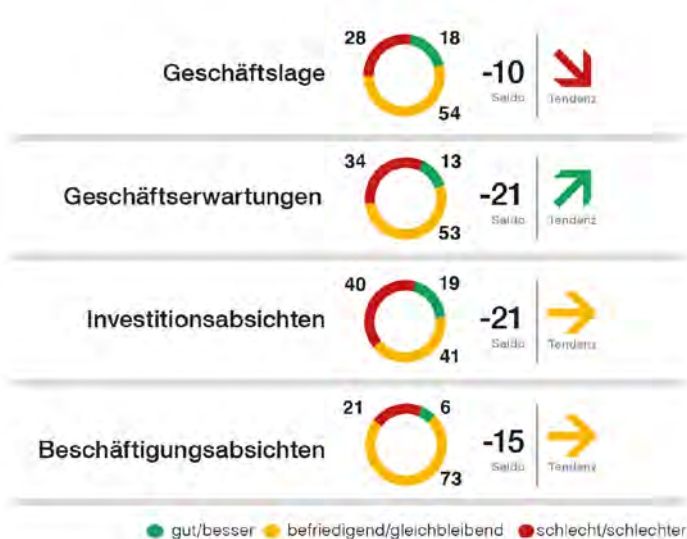 28 18
Geschäftslage -10
Saldo Tendenz
54
34 13
Geschäftserwartungen -21
Saldo Tendenz
53
40 19
Investitionsabsichten -21
Saldo Tendenz
41
21 6
Beschäftigungsabsichten -15
Saldo Tendenz
73
gut/besser befriedigend/gleichbleibend schlecht/schlechter